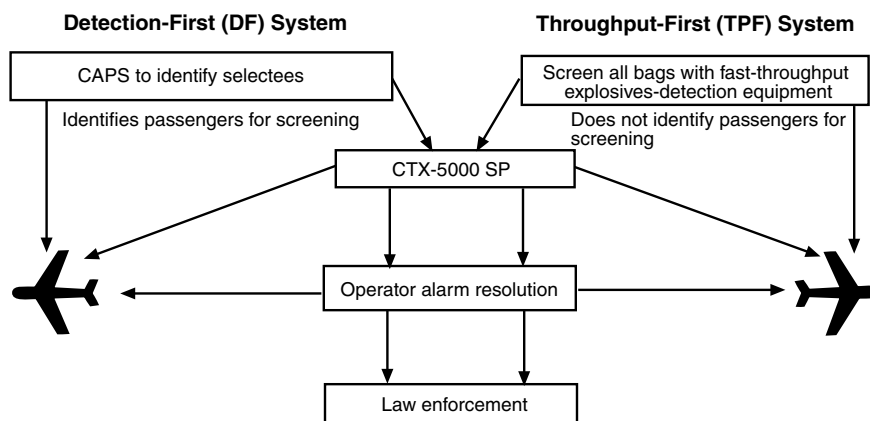 Detection-First (DF) System
Throughput-First (TPF) System
CAPS to identify selectees
Screen all bags with fast-throughput
explosives-detection equipment
Identifies passengers for screening
Does not identify passengers for
screening
CTX-5000 SP
Operator alarm resolution
Law enforcement